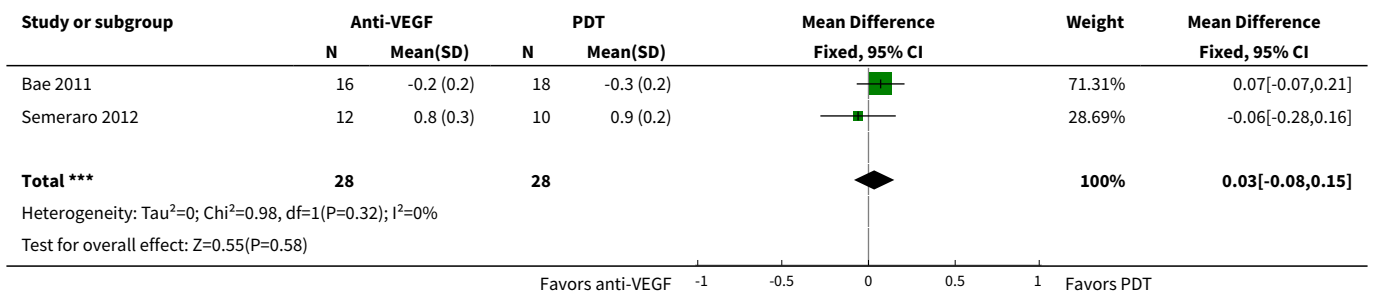 Study or subgroup Anti-VEGF PDT Mean Difference Weight Mean Difference
N Mean(SD) N Mean(SD) Fixed, 95% CI Fixed, 95% CI
Bae 2011 16 -0.2 (0.2) 18 -0.3 (0.2) 71.31% 0.07[-0.07,0.21]
Semeraro 2012 12 0.8 (0.3) 10 0.9 (0.2) 28.69% -0.06[-0.28,0.16]
Total *** 28 28 100% 0.03[-0.08,0.15]
Heterogeneity: Tau²=0; Chi²=0.98, df=1(P=0.32); I²=0%
Test for overall effect: Z=0.55(P=0.58)
Favors anti-VEGF -1 -0.5 0 0.5 1 Favors PDT